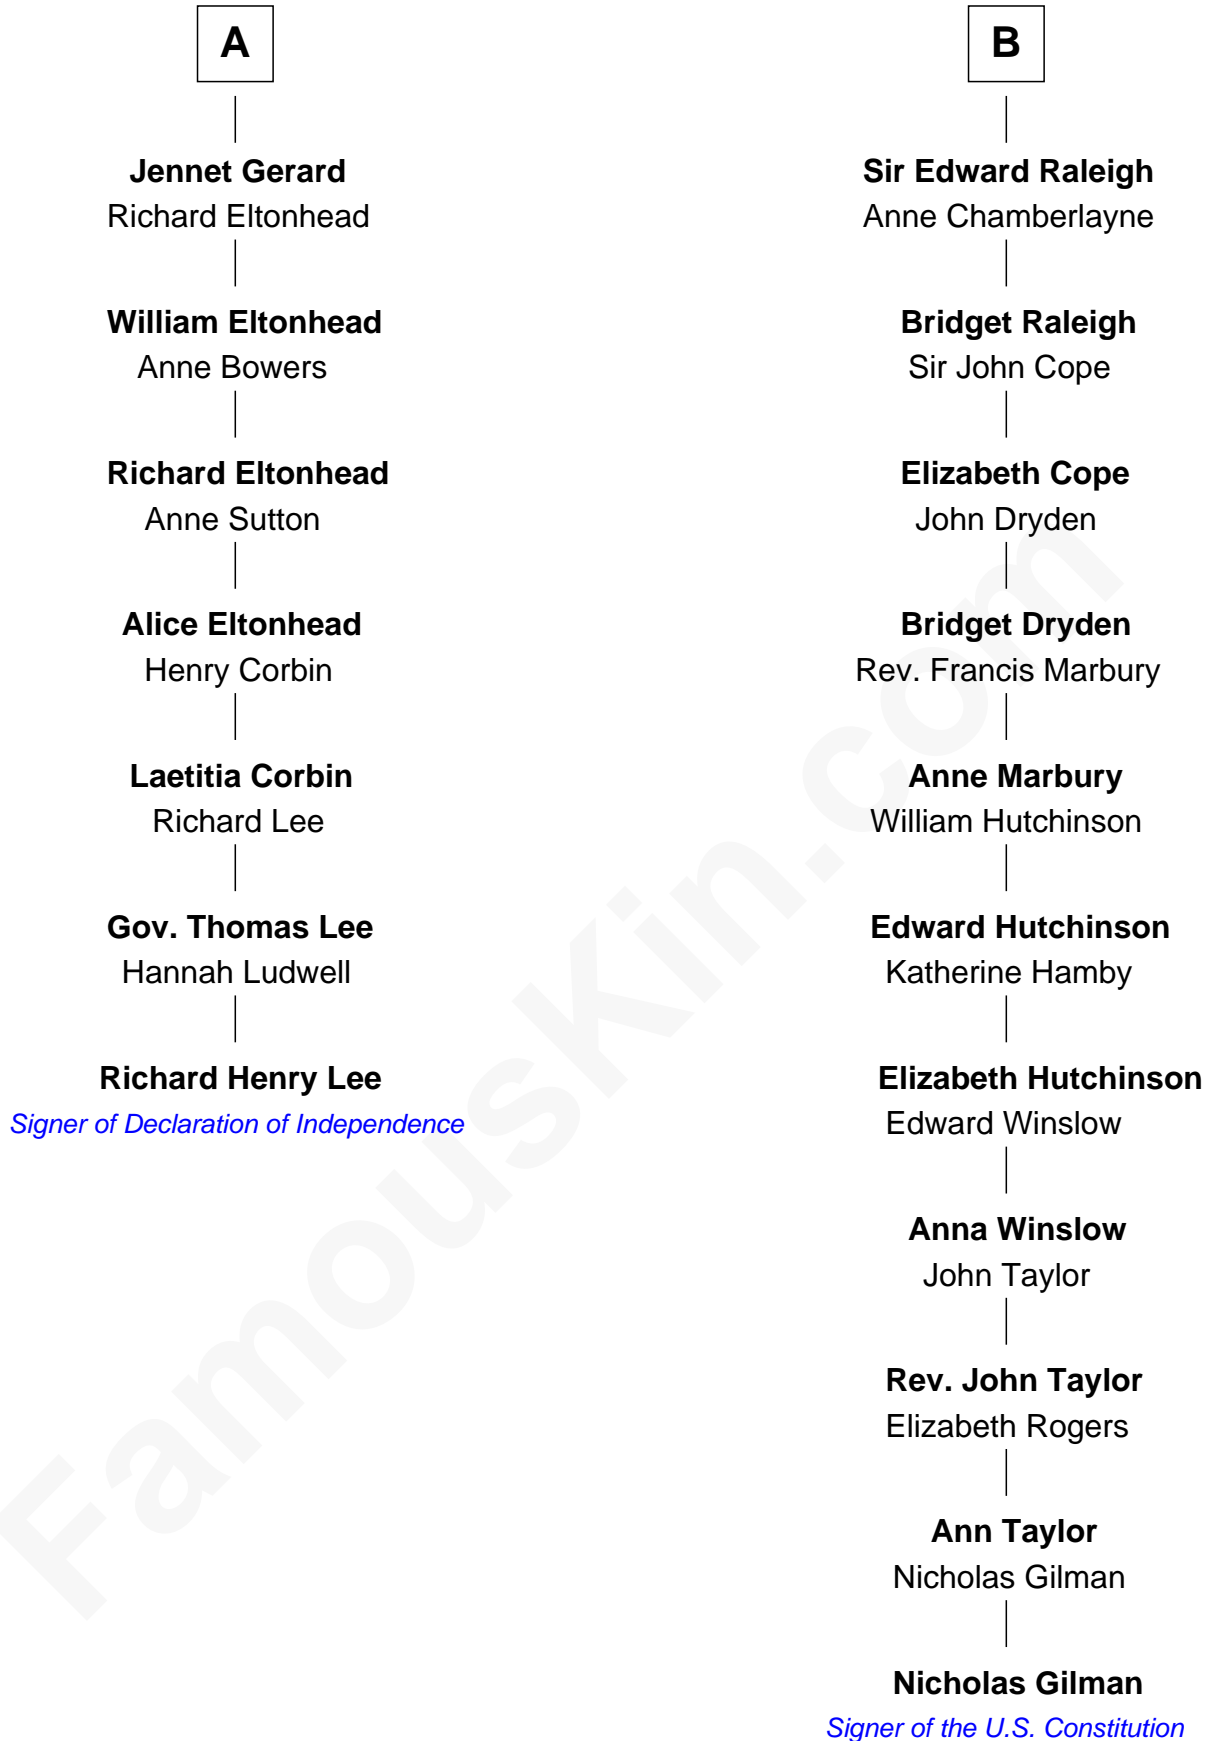 A
Jennet Gerard
Richard Eltonhead
William Eltonhead
Anne Bowers
Richard Eltonhead
Anne Sutton
Alice Eltonhead
Henry Corbin
Laetitia Corbin
Richard Lee
Gov. Thomas Lee
Hannah Ludwell
Richard Henry Lee
Signer of Declaration of Independence
B
Sir Edward Raleigh
Anne Chamberlayne
Bridget Raleigh
Sir John Cope
Elizabeth Cope
John Dryden
Bridget Dryden
Rev. Francis Marbury
Anne Marbury
William Hutchinson
Edward Hutchinson
Katherine Hamby
Elizabeth Hutchinson
Edward Winslow
Anna Winslow
John Taylor
Rev. John Taylor
Elizabeth Rogers
Ann Taylor
Nicholas Gilman
Nicholas Gilman
Signer of the U.S. Constitution
FamousKin.com